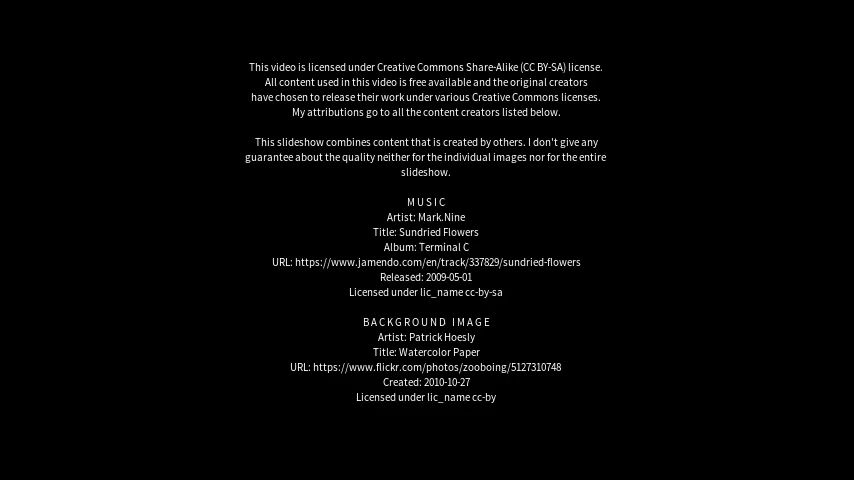 This video is licensed under Creative Commons Share-Alike (CC BY-SA) license.
All content used in this video is free available and the original creators
have chosen to release their work under various Creative Commons licenses.
My attributions go to all the content creators listed below.
This slideshow combines content that is created by others. I don't give any
guarantee about the quality neither for the individual images nor for the entire
slideshow.
MUSIC
Artist: Mark.Nine
Title: Sundried Flowers
Album: Terminal C
URL: https://www.jamendo.com/en/track/337829/sundried-flowers
Released: 2009-05-01
Licensed under lic_name cc-by-sa
BACKGROUND IMAGE
Artist: Patrick Hoesly
Title: Watercolor Paper
URL: https://www.flickr.com/photos/zooboing/5127310748
Created: 2010-10-27
Licensed under lic_name cc-by